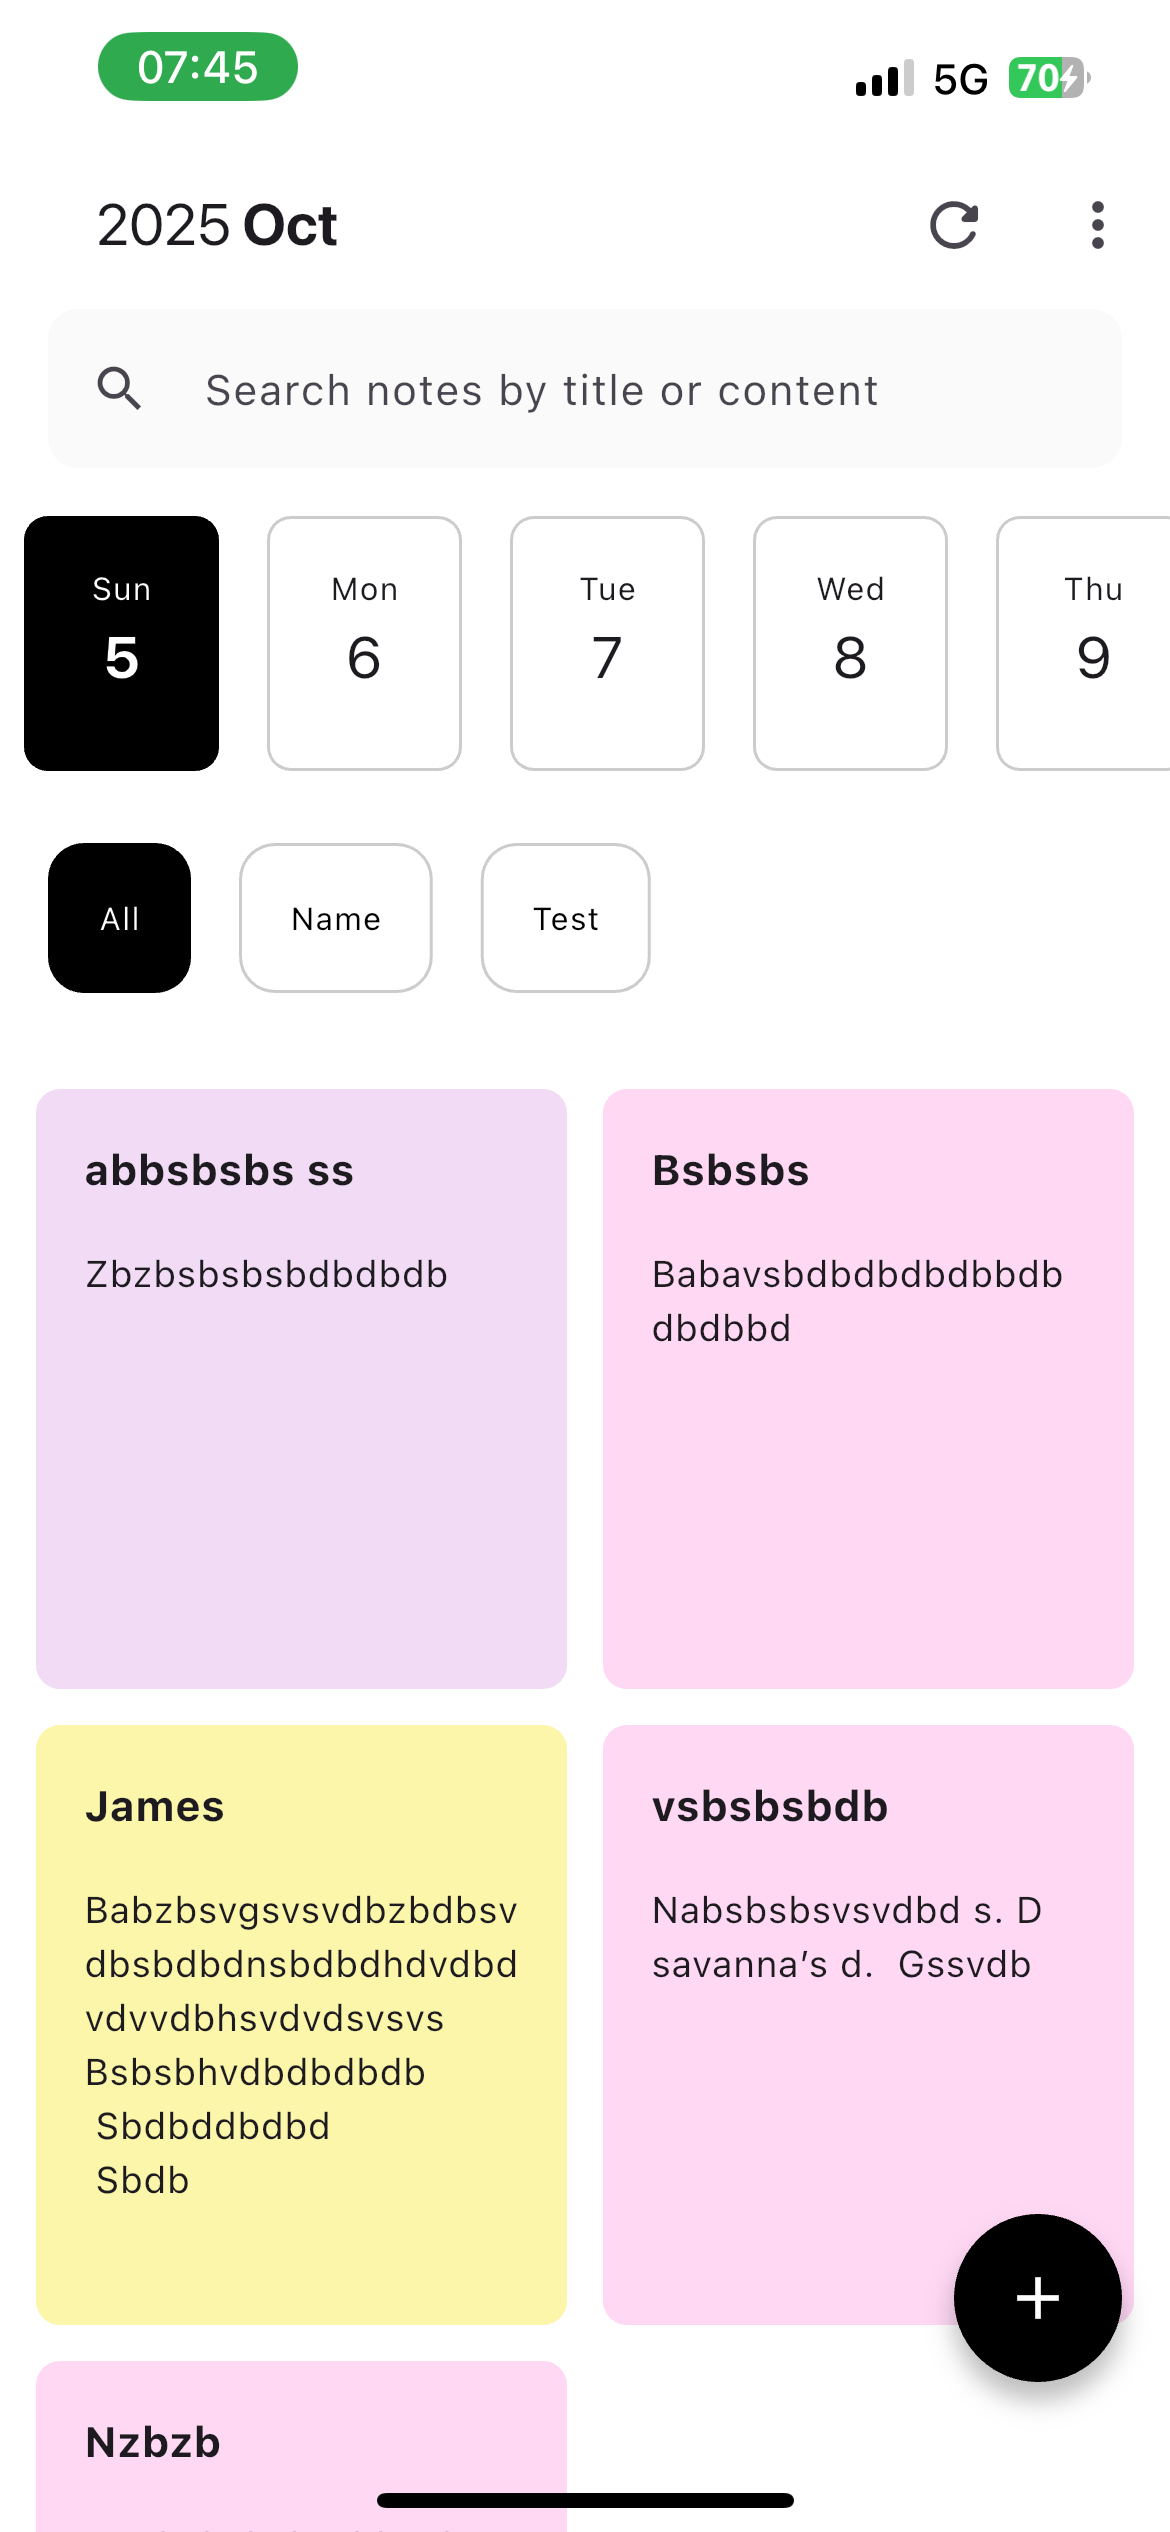 07:45
5G 70
2025 Oct
Search notes by title or content
Sun Mon Tue Wed Thu
5 6 7 8 9
All Name Test
abbsbsbs ss
Zbzbsbsbsbdbdbdb
Bsbsbs
Babavsbdbdbdbdbbdb
dbdbbd
James
Babzbsvgsvsvdbzbdbsv
dbsbdbdnsbdbdhdvdbd
vdvvdbhsvdvdsvsvs
Bsbsbhvdbdbdbdb
Sbdbddbdbd
Sbdb
vsbsbsbdb
Nabsbsbsvsvdbd s. D
savanna’s d.  Gssvdb
+
Nzbzb